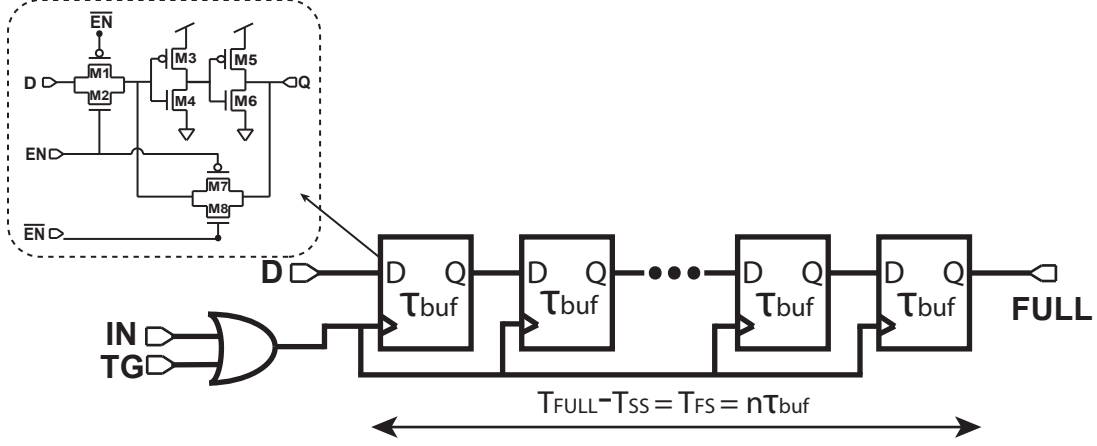 EN
D
M1
M2
M3
M4
M5
M6
Q
EN
M7
M8
EN
D
D Q
τbuf
D Q
τbuf
D Q
τbuf
D Q
τbuf
FULL
IN
TG
TFULL-TSS = TFS = nτbuf